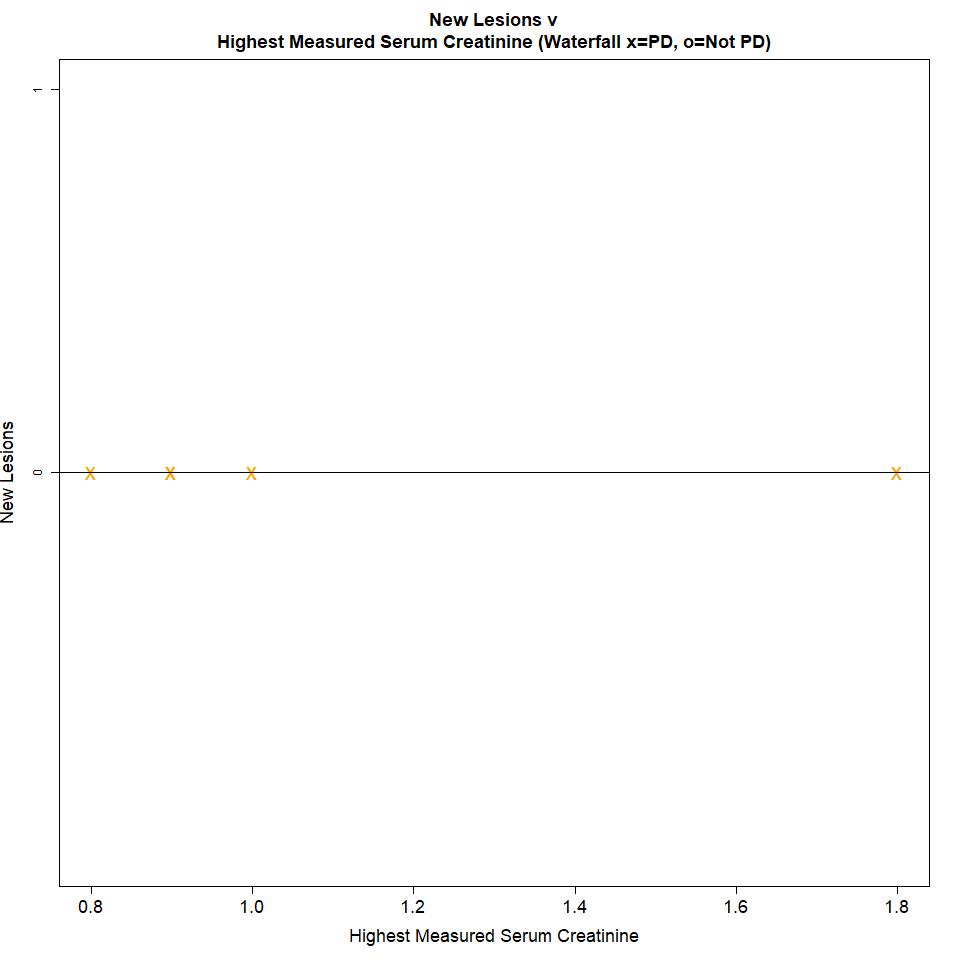 New Lesions v
Highest Measured Serum Creatinine (Waterfall x=PD, o=Not PD)
1
New Lesions
0
x x x x
0.8 1.0 1.2 1.4 1.6 1.8
Highest Measured Serum Creatinine